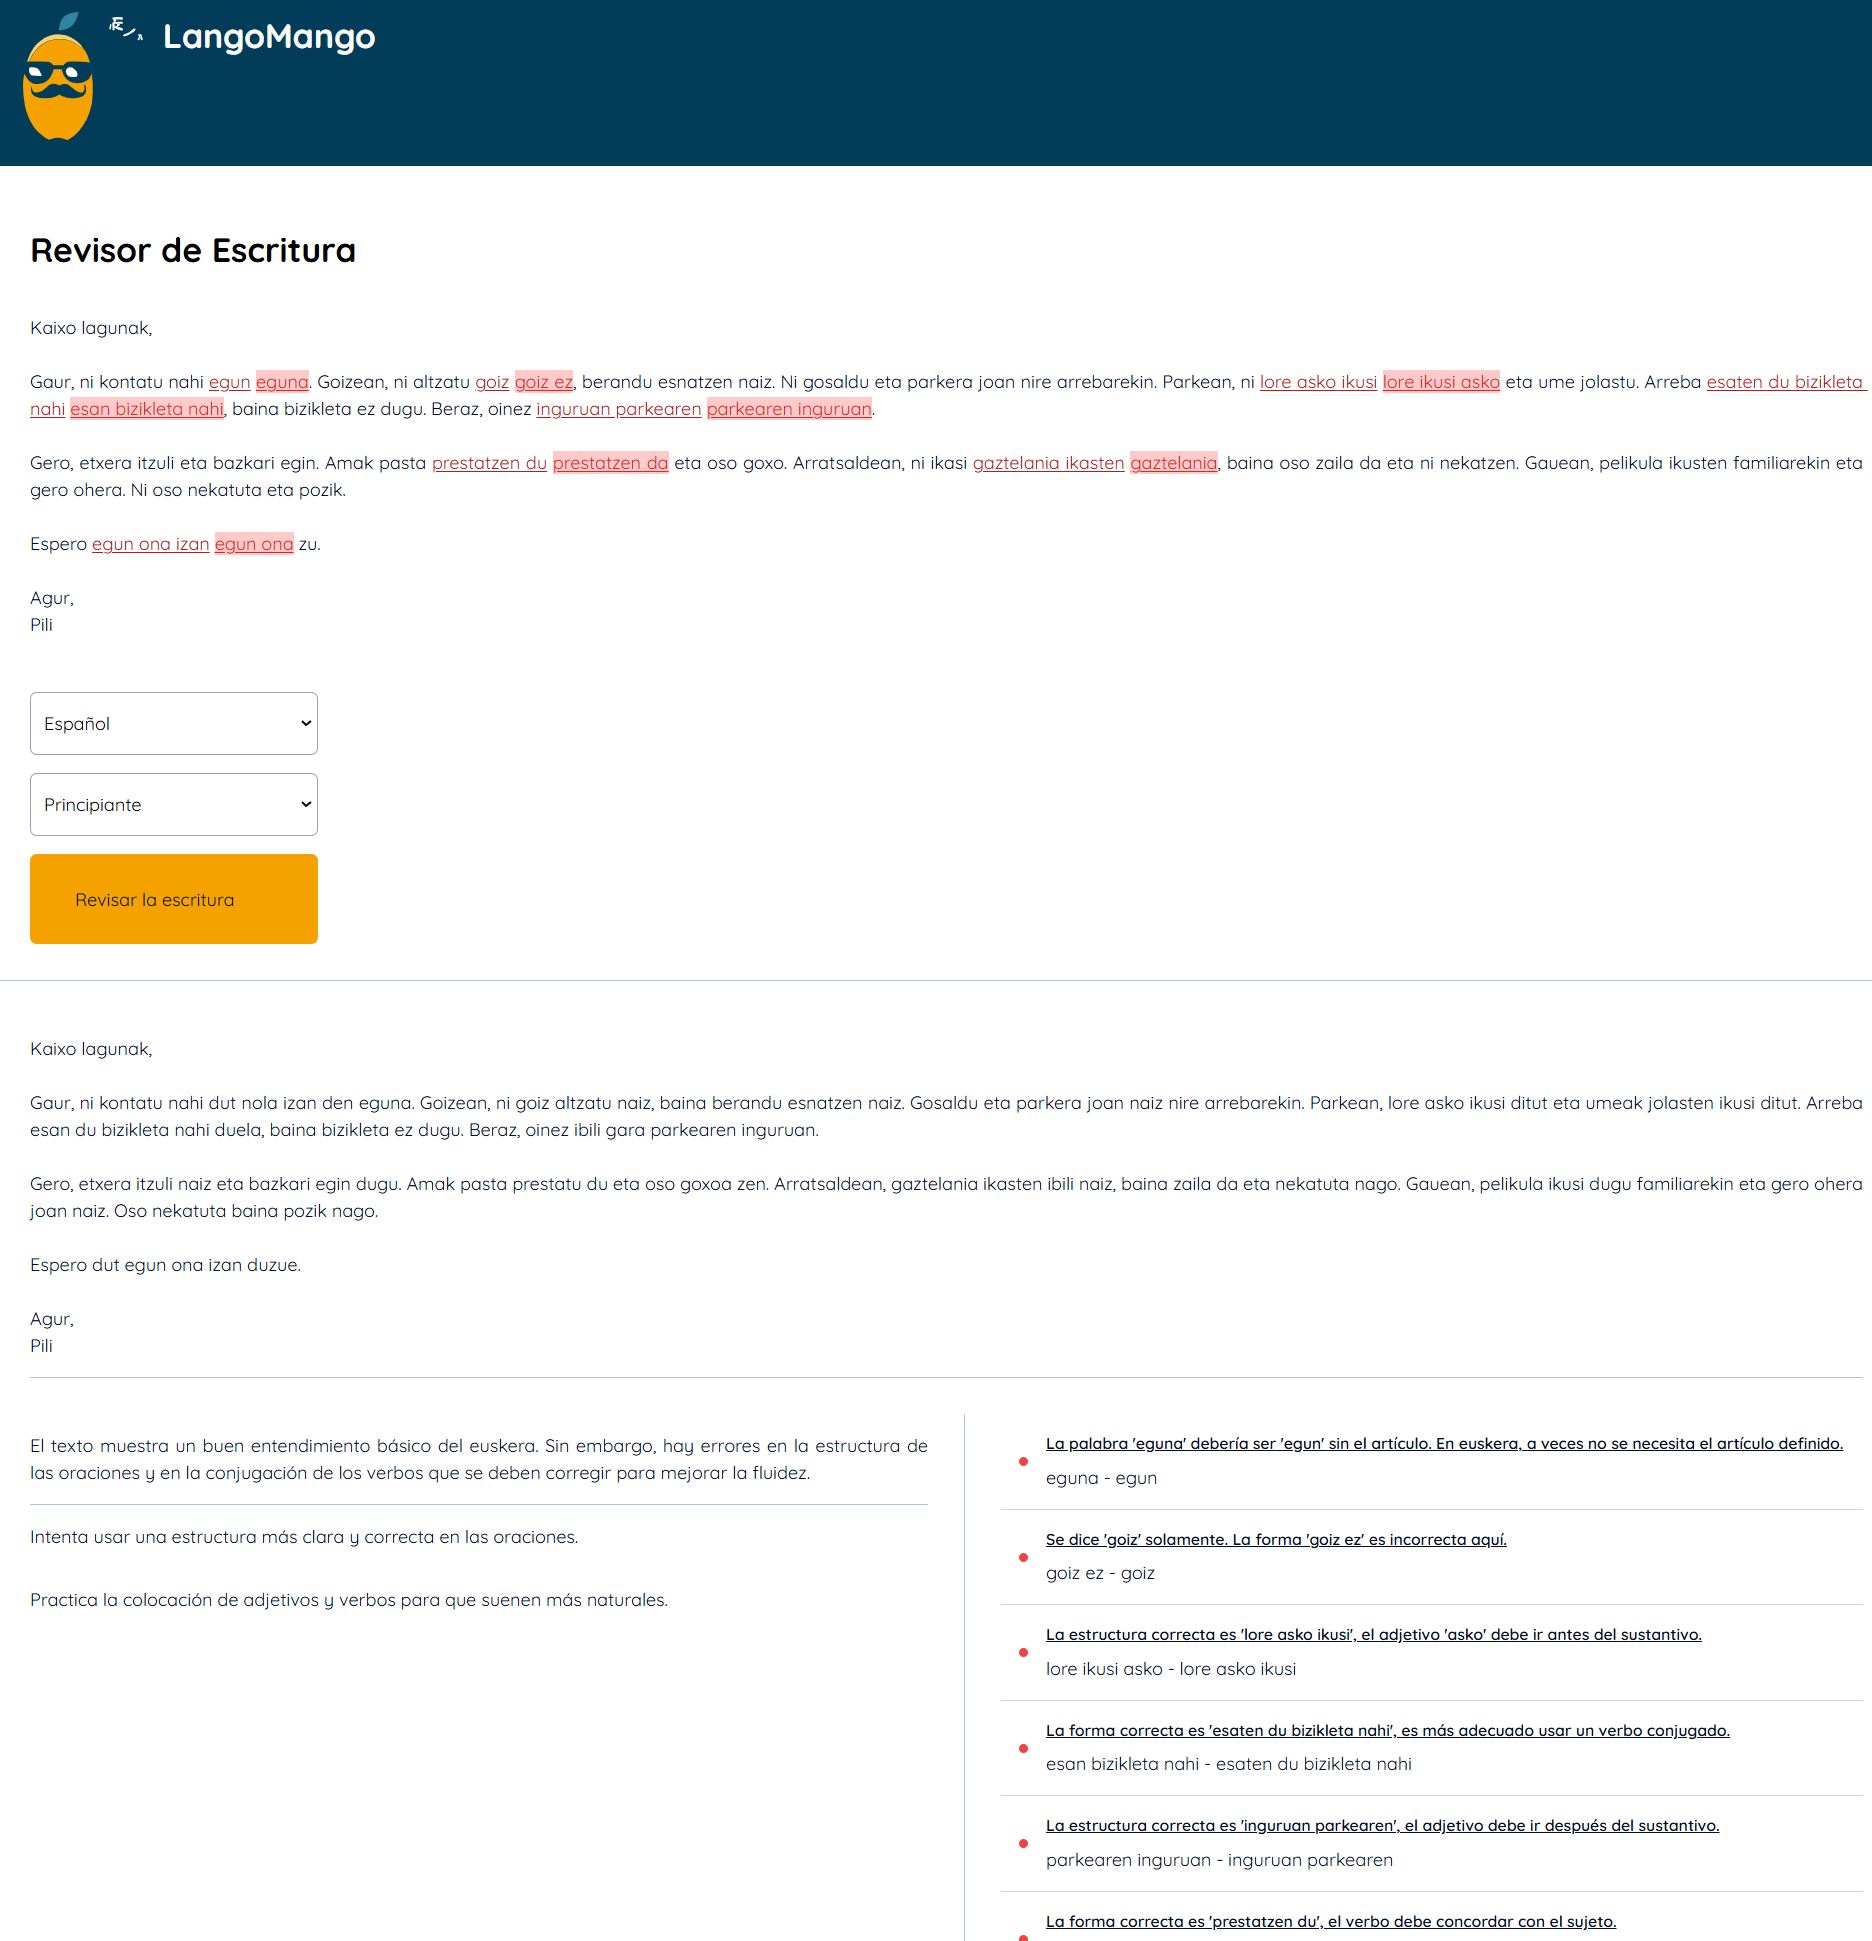 LangoMango
Revisor de Escritura
Kaixo lagunak,
Gaur, ni kontatu nahi egun eguna. Goizean, ni altzatu goiz goiz ez, berandu esnatzen naiz. Ni gosaldu eta parkera joan nire arrebarekin. Parkean, ni lore asko ikusi lore ikusi asko eta ume jolastu. Arreba esaten du bizikleta
nahi esan bizikleta nahi, baina bizikleta ez dugu. Beraz, oinez inguruan parkearen parkearen inguruan.
Gero, etxera itzuli eta bazkari egin. Amak pasta prestatzen du prestatzen da eta oso goxo. Arratsaldean, ni ikasi gaztelania ikasten gaztelania, baina oso zaila da eta ni nekatzen. Gauean, pelikula ikusten familiarekin eta
gero ohera. Ni oso nekatuta eta pozik.
Espero egun ona izan egun ona zu.
Agur,
Pili
Español
Principiante
Revisar la escritura
Kaixo lagunak,
Gaur, ni kontatu nahi dut nola izan den eguna. Goizean, ni goiz altzatu naiz, baina berandu esnatzen naiz. Gosaldu eta parkera joan naiz nire arrebarekin. Parkean, lore asko ikusi ditut eta umeak jolasten ikusi ditut. Arreba
esan du bizikleta nahi duela, baina bizikleta ez dugu. Beraz, oinez ibili gara parkearen inguruan.
Gero, etxera itzuli naiz eta bazkari egin dugu. Amak pasta prestatu du eta oso goxoa zen. Arratsaldean, gaztelania ikasten ibili naiz, baina zaila da eta nekatuta nago. Gauean, pelikula ikusi dugu familiarekin eta gero ohera
joan naiz. Oso nekatuta baina pozik nago.
Espero dut egun ona izan duzue.
Agur,
Pili
El texto muestra un buen entendimiento básico del euskera. Sin embargo, hay errores en la estructura de
las oraciones y en la conjugación de los verbos que se deben corregir para mejorar la fluidez.
Intenta usar una estructura más clara y correcta en las oraciones.
Practica la colocación de adjetivos y verbos para que suenen más naturales.
La palabra 'eguna' debería ser 'egun' sin el artículo. En euskera, a veces no se necesita el artículo definido.
eguna - egun
Se dice 'goiz' solamente. La forma 'goiz ez' es incorrecta aquí.
goiz ez - goiz
La estructura correcta es 'lore asko ikusi', el adjetivo 'asko' debe ir antes del sustantivo.
lore ikusi asko - lore asko ikusi
La forma correcta es 'esaten du bizikleta nahi', es más adecuado usar un verbo conjugado.
esan bizikleta nahi - esaten du bizikleta nahi
La estructura correcta es 'inguruan parkearen', el adjetivo debe ir después del sustantivo.
parkearen inguruan - inguruan parkearen
La forma correcta es 'prestatzen du', el verbo debe concordar con el sujeto.